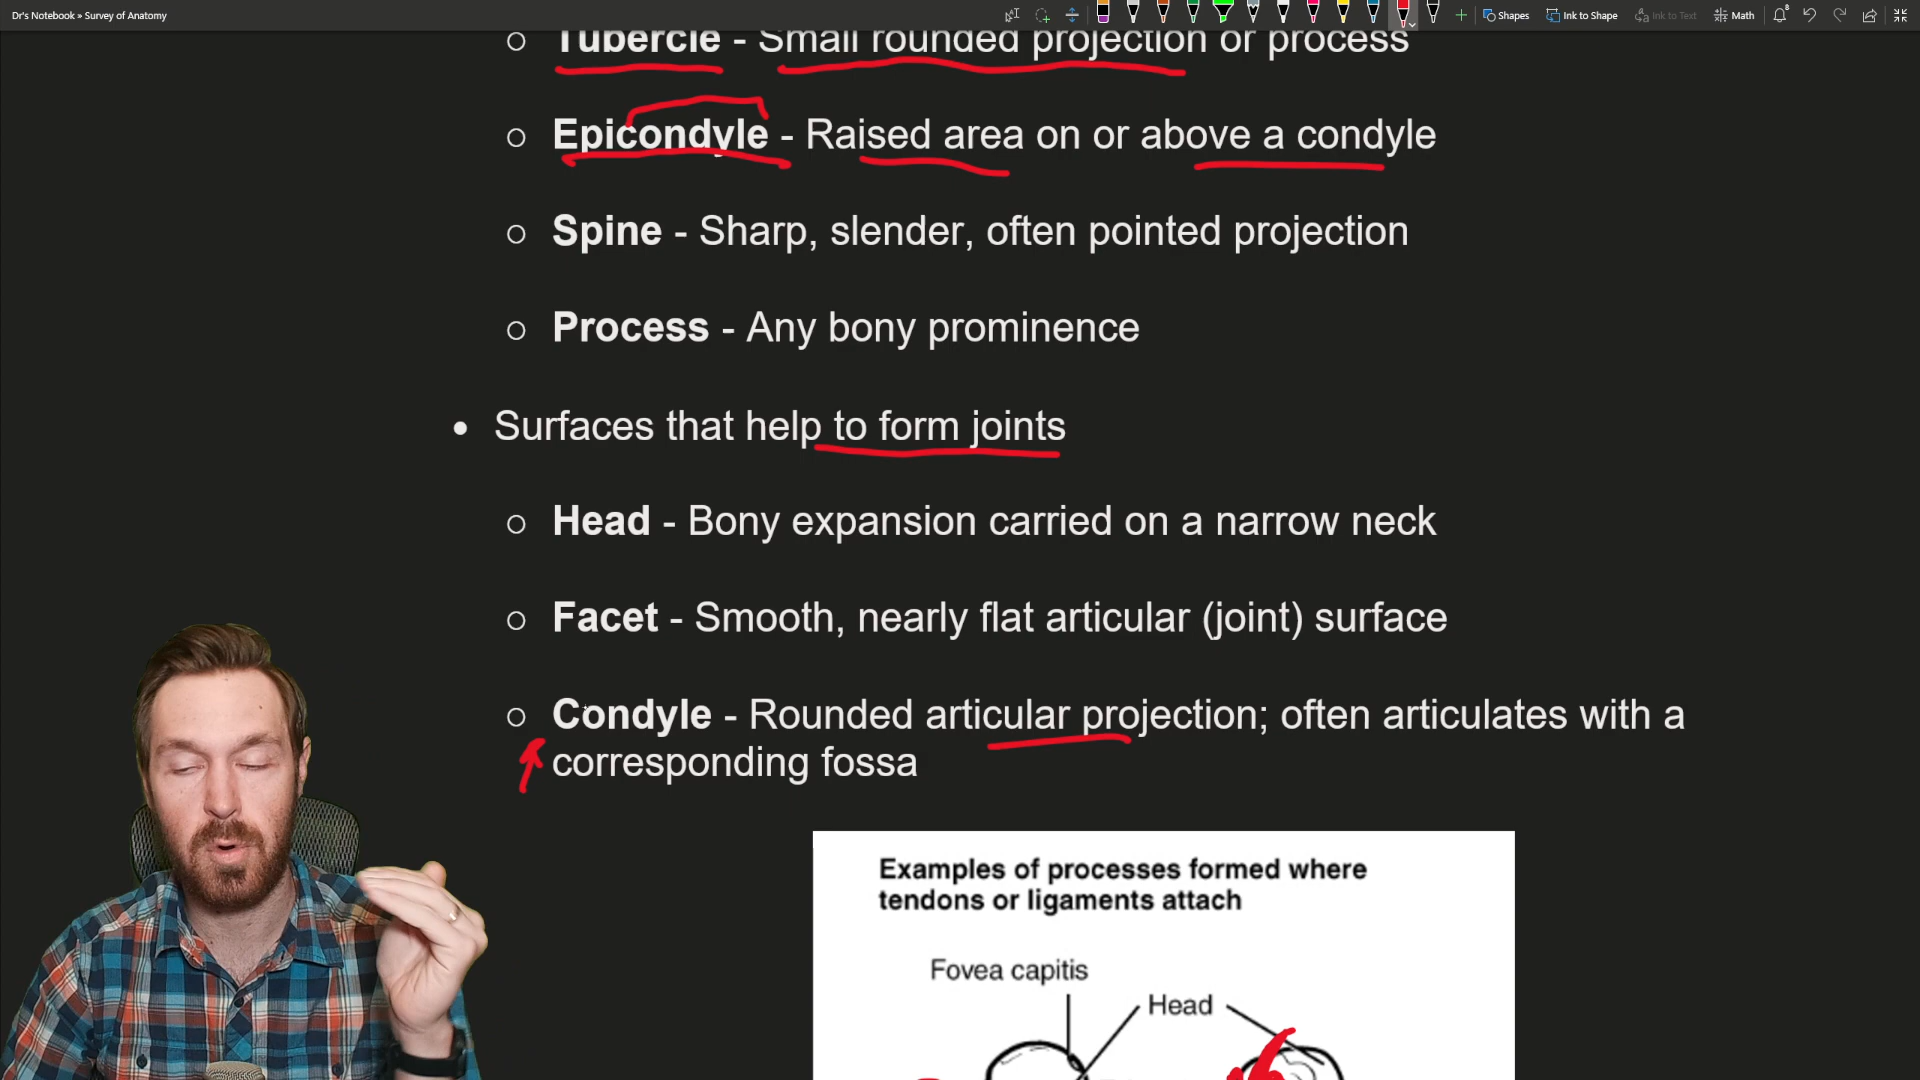 Dr's Notebook » Survey of Anatomy
Shapes
Ink to Shape
Ink to Text
Math
Tubercle - Small rounded projection or process
Epicondyle - Raised area on or above a condyle
Spine - Sharp, slender, often pointed projection
Process - Any bony prominence
Surfaces that help to form joints
Head - Bony expansion carried on a narrow neck
Facet - Smooth, nearly flat articular (joint) surface
Condyle - Rounded articular projection; often articulates with a
corresponding fossa
Examples of processes formed where
tendons or ligaments attach
Fovea capitis
Head